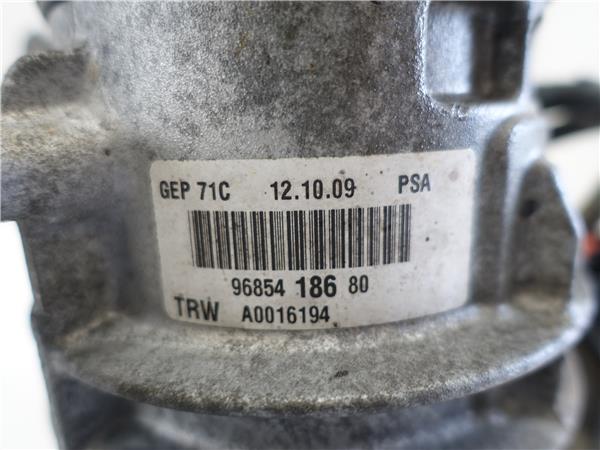 GEP 71C 12.10.09 PSA
96854 186 80
TRW A0016194